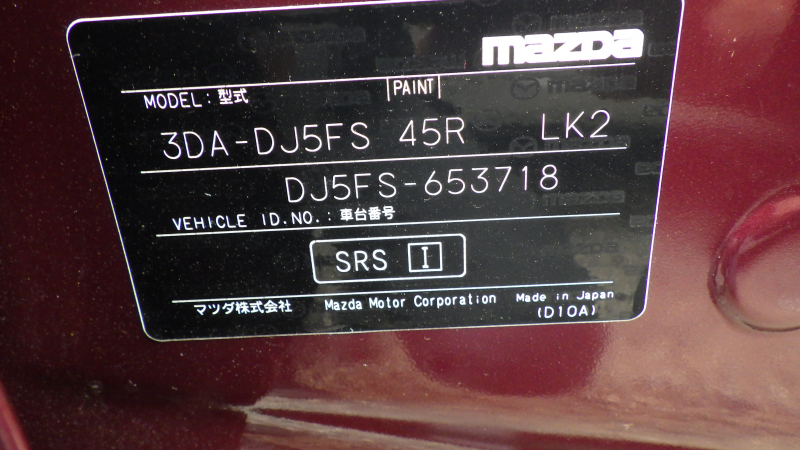 mazda
MODEL：型式 PAINT
3DA-DJ5FS 45R LK2
DJ5FS-653718
VEHICLE ID.NO.：車台番号
SRS I
マツダ株式会社 Mazda Motor Corporation Made in Japan
(D10A)